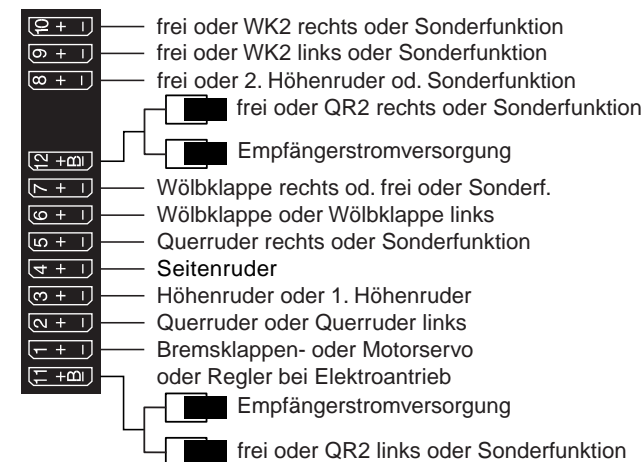 10 + – frei oder WK2 rechts oder Sonderfunktion
9 + – frei oder WK2 links oder Sonderfunktion
8 + – frei oder 2. Höhenruder od. Sonderfunktion
frei oder QR2 rechts oder Sonderfunktion
12 +B| Empfängerstromversorgung
7 + – Wölbklappe rechts od. frei oder Sonderf.
6 + – Wölbklappe oder Wölbklappe links
5 + – Querruder rechts oder Sonderfunktion
4 + – Seitenruder
3 + – Höhenruder oder 1. Höhenruder
2 + – Querruder oder Querruder links
1 + – Bremsklappen- oder Motorservo
11 +B| oder Regler bei Elektroantrieb
Empfängerstromversorgung
frei oder QR2 links oder Sonderfunktion